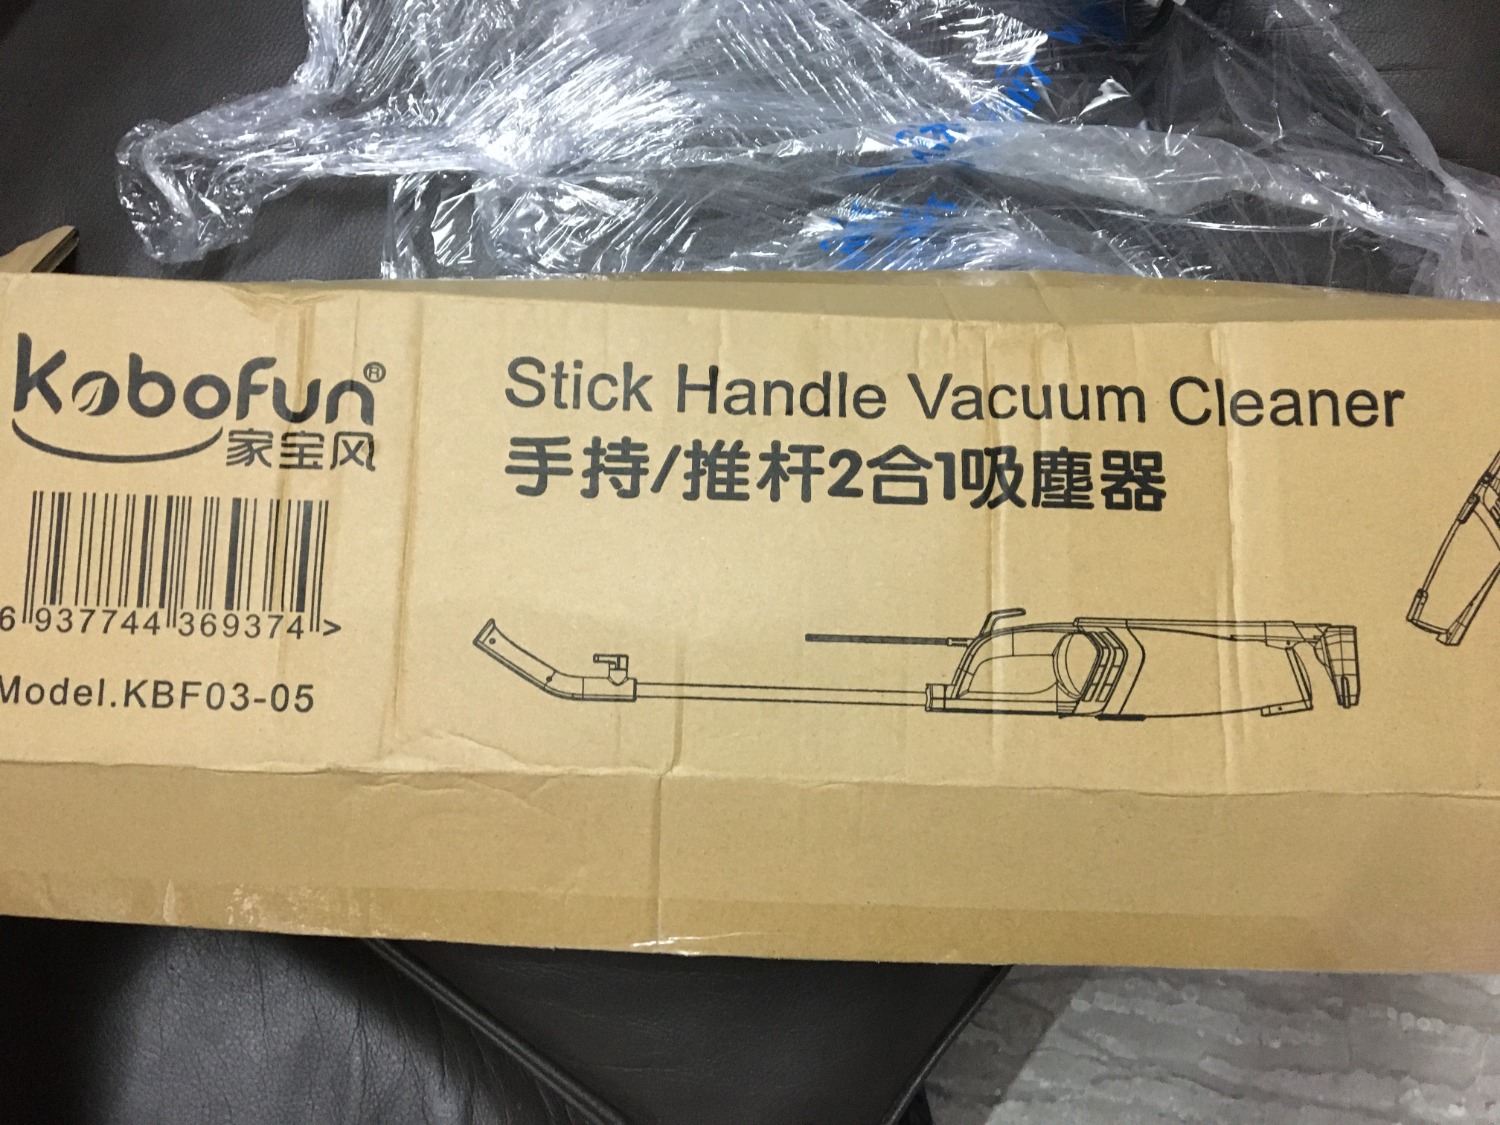 Kobofun®
家宝风
6 937744 369374 >
Model.KBF03-05
Stick Handle Vacuum Cleaner
手持/推杆2合1吸塵器